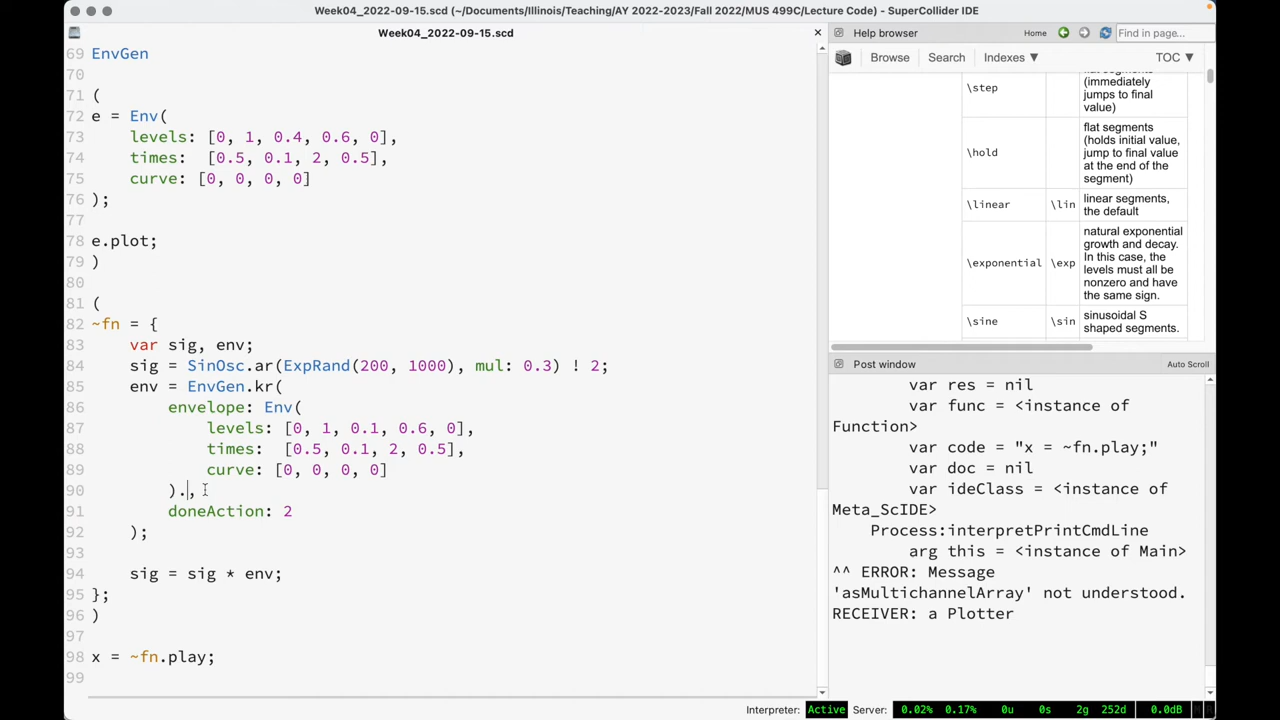 Week04_2022-09-15.scd (~/Documents/Illinois/Teaching/AY 2022-2023/Fall 2022/MUS 499C/Lecture Code) - SuperCollider IDE
Week04_2022-09-15.scd
69 EnvGen
70
71 (
72 e = Env(
73 levels: [0, 1, 0.4, 0.6, 0],
74 times: [0.5, 0.1, 2, 0.5],
75 curve: [0, 0, 0, 0]
76 );
77
78 e.plot;
79 )
80
81 (
82 ~fn = {
83 var sig, env;
84 sig = SinOsc.ar(ExpRand(200, 1000), mul: 0.3) ! 2;
85 env = EnvGen.kr(
86 envelope: Env(
87 levels: [0, 1, 0.1, 0.6, 0],
88 times: [0.5, 0.1, 2, 0.5],
89 curve: [0, 0, 0, 0]
90 ).,
91 doneAction: 2
92 );
93
94 sig = sig * env;
95 };
96 )
97
98 x = ~fn.play;
99
Help browser
Home
Find in page...
Browse Search Indexes ▼ TOC ▼
\step
(immediately
jumps to final
value)
\hold
flat segments
(holds initial value,
jump to final value
at the end of the
segment)
\linear \lin
linear segments,
the default
\exponential \exp
natural exponential
growth and decay.
In this case, the
levels must all be
nonzero and have
the same sign.
\sine \sin
sinusoidal S
shaped segments.
Post window Auto Scroll
var res = nil
var func = <instance of
Function>
var code = "x = ~fn.play;"
var doc = nil
var ideClass = <instance of
Meta_ScIDE>
Process:interpretPrintCmdLine
arg this = <instance of Main>
^^ ERROR: Message
'asMultichannelArray' not understood.
RECEIVER: a Plotter
Interpreter: Active Server: 0.02% 0.17% 0u 0s 2g 252d 0.0dB